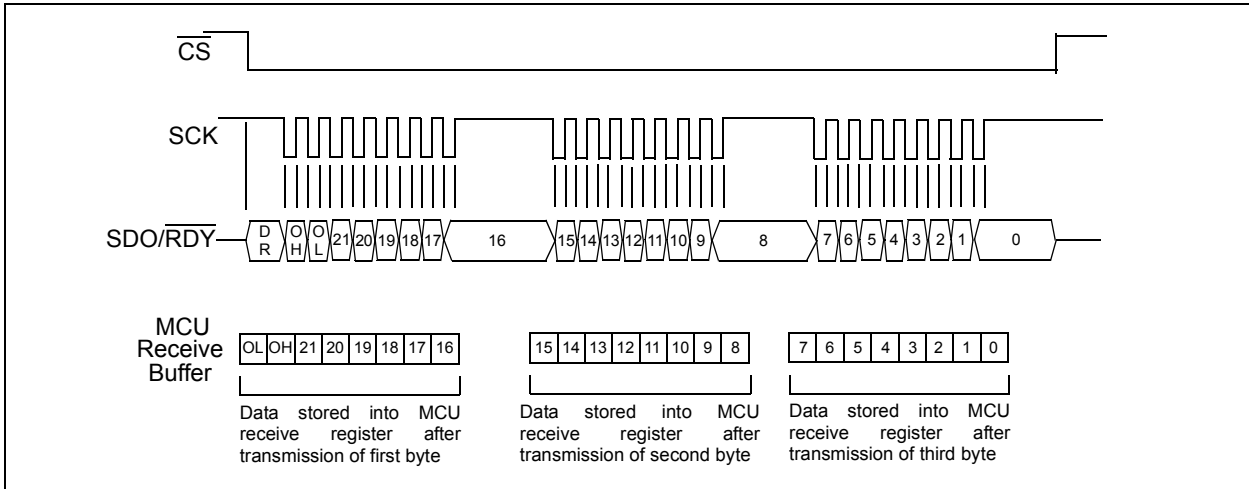 CS
SCK
SDO/RDY
D
R
O
H
O
L
21 20 19 18 17 16 15 14 13 12 11 10 9 8 7 6 5 4 3 2 1 0
MCU
Receive
Buffer
OL OH 21 20 19 18 17 16
15 14 13 12 11 10 9 8
7 6 5 4 3 2 1 0
Data stored into MCU
receive register after
transmission of first byte
Data stored into MCU
receive register after
transmission of second byte
Data stored into MCU
receive register after
transmission of third byte